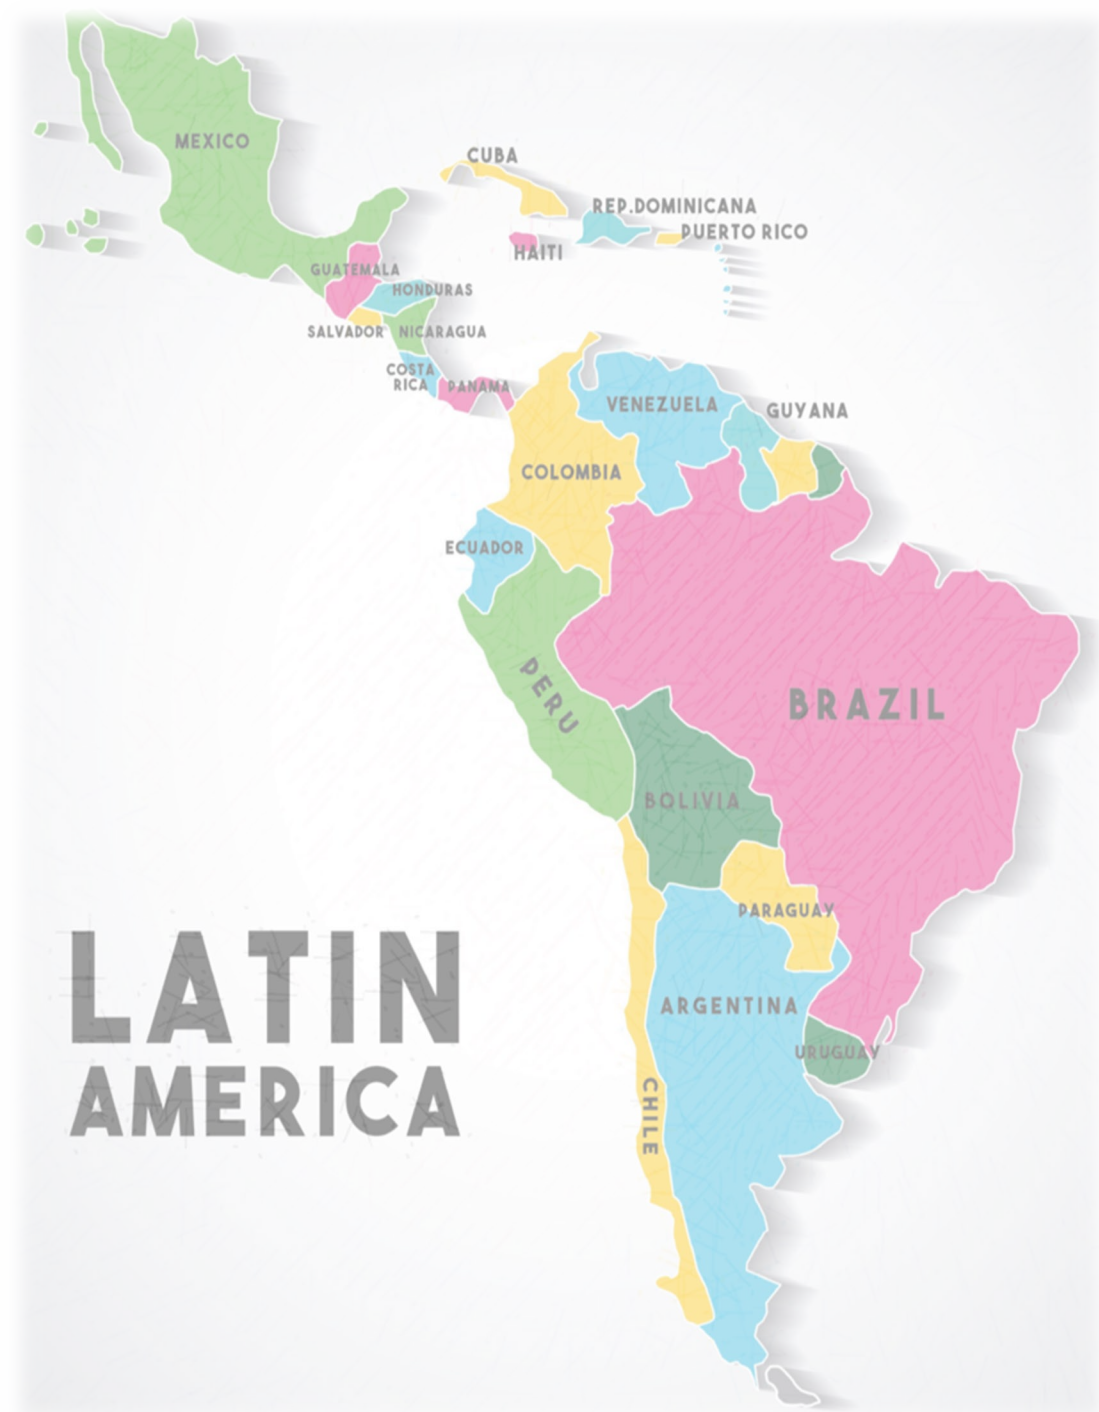 MEXICO
CUBA
REP.DOMINICANA
PUERTO RICO
HAITI
GUATEMALA
HONDURAS
SALVADOR
NICARAGUA
COSTA
RICA
PANAMA
VENEZUELA
GUYANA
COLOMBIA
ECUADOR
PERU
BRAZIL
BOLIVIA
PARAGUAY
ARGENTINA
URUGUAY
CHILE
LATIN
AMERICA